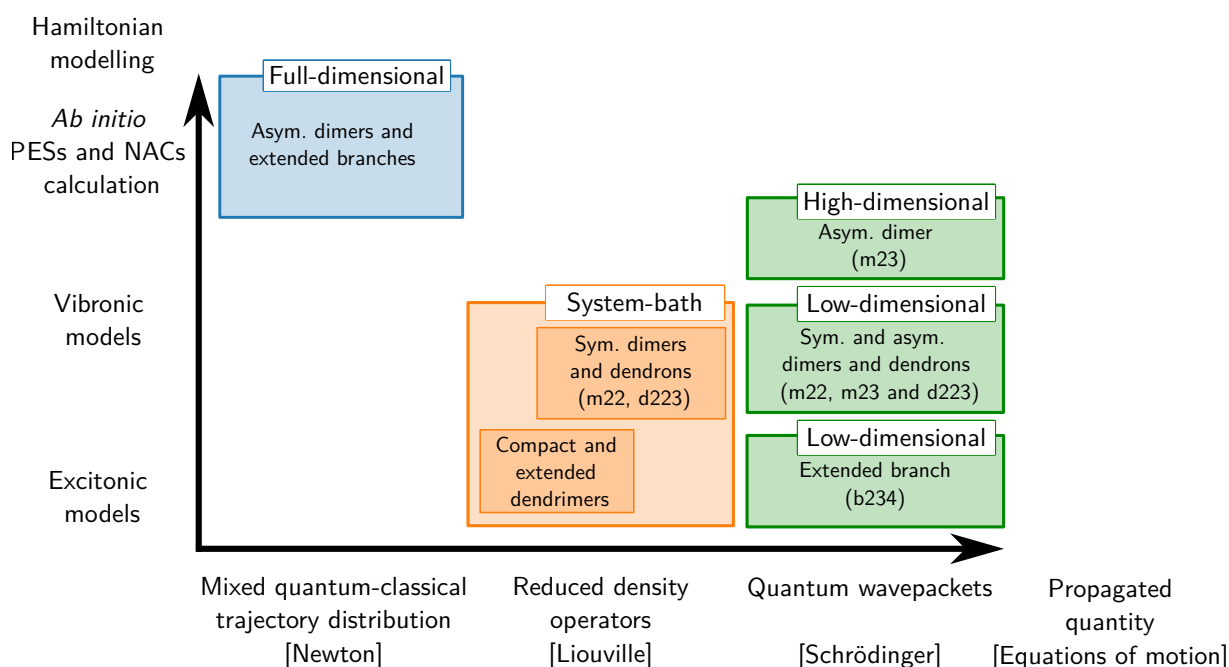 Hamiltonian
modelling
Ab initio
PESs and NACs
calculation
Vibronic
models
Excitonic
models
Full-dimensional
Asym. dimers and
extended branches
System-bath
Sym. dimers
and dendrons
(m22, d223)
Compact and
extended
dendrimers
High-dimensional
Asym. dimer
(m23)
Low-dimensional
Sym. and asym.
dimers and dendrons
(m22, m23 and d223)
Low-dimensional
Extended branch
(b234)
Mixed quantum-classical
trajectory distribution
[Newton]
Reduced density
operators
[Liouville]
Quantum wavepackets
[Schrödinger]
Propagated
quantity
[Equations of motion]